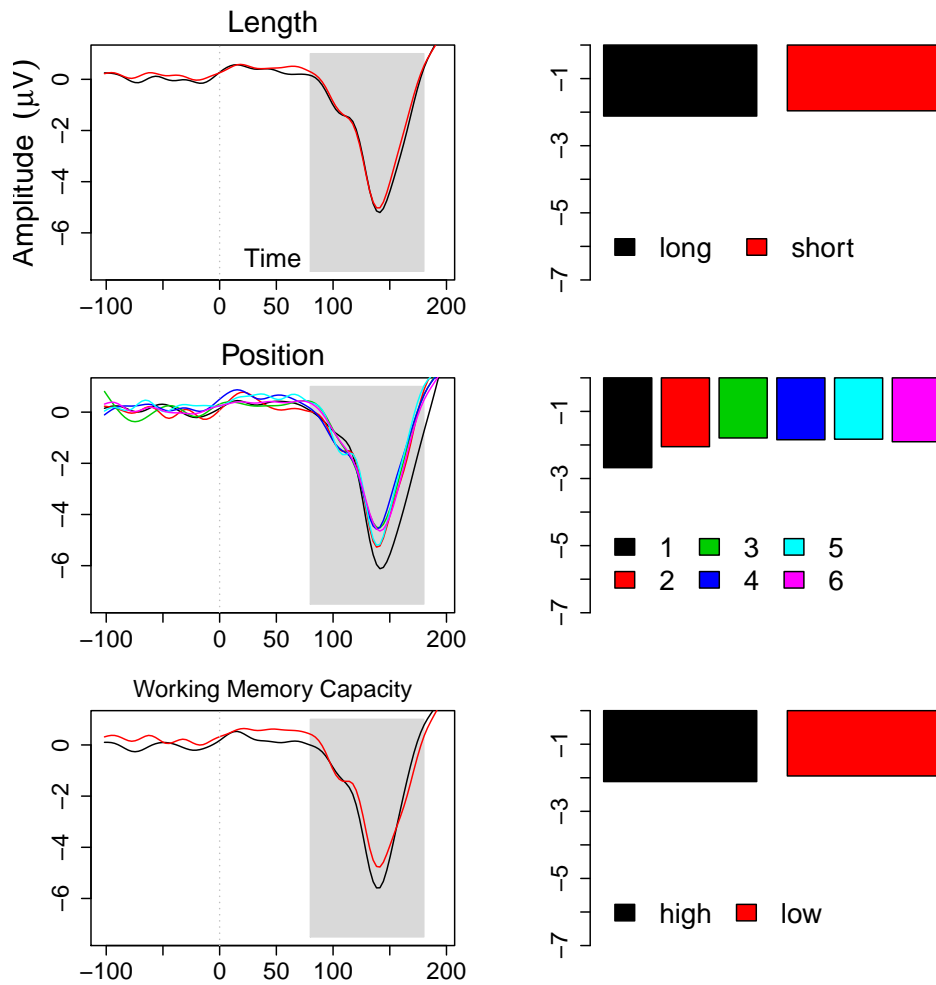 Length
Amplitude (μV)
0
−2
−4
−6
Time
−100 0 50 100 200
−1
−3
−5
−7
long short
Position
0
−2
−4
−6
−100 0 50 100 200
−1
−3
−5
−7
1 3 5
2 4 6
Working Memory Capacity
0
−2
−4
−6
−100 0 50 100 200
−1
−3
−5
−7
high low